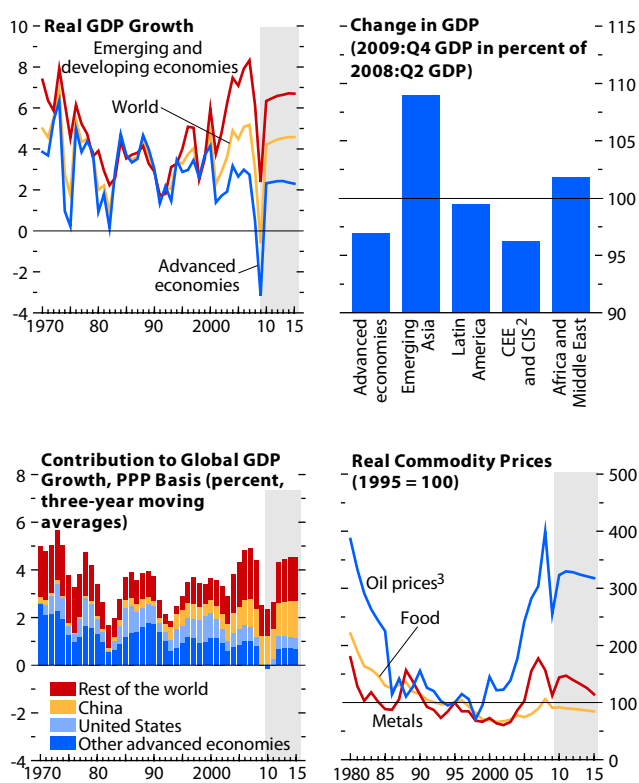 Real GDP Growth
Emerging and
developing economies
World
Advanced
economies
10
8
6
4
2
0
-2
-4
1970 80 90 2000 10 15
Change in GDP
(2009:Q4 GDP in percent of
2008:Q2 GDP)
115
110
105
100
95
90
Advanced
economies
Emerging
Asia
Latin
America
CEE
and CIS2
Africa and
Middle East
Contribution to Global GDP
Growth, PPP Basis (percent,
three-year moving
averages)
8
6
4
2
0
-2
-4
Rest of the world
China
United States
Other advanced economies
1970 80 90 2000 10 15
Real Commodity Prices
(1995 = 100)
500
400
300
200
100
0
Oil prices3
Food
Metals
1980 85 90 95 2000 05 10 15